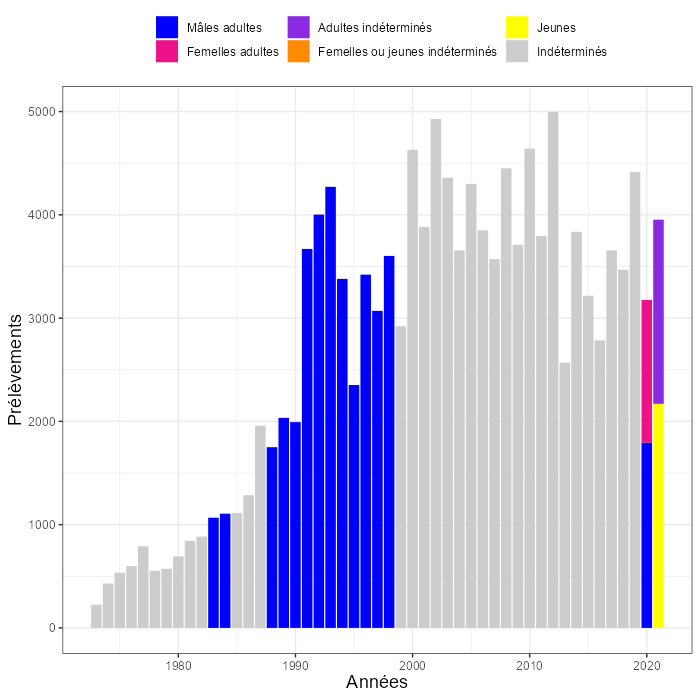 Mâles adultes Adultes indéterminés Jeunes
Femelles adultes Femelles ou jeunes indéterminés Indéterminés
5000
4000
3000
2000
1000
0
Prélèvements
1980 1990 2000 2010 2020
Années